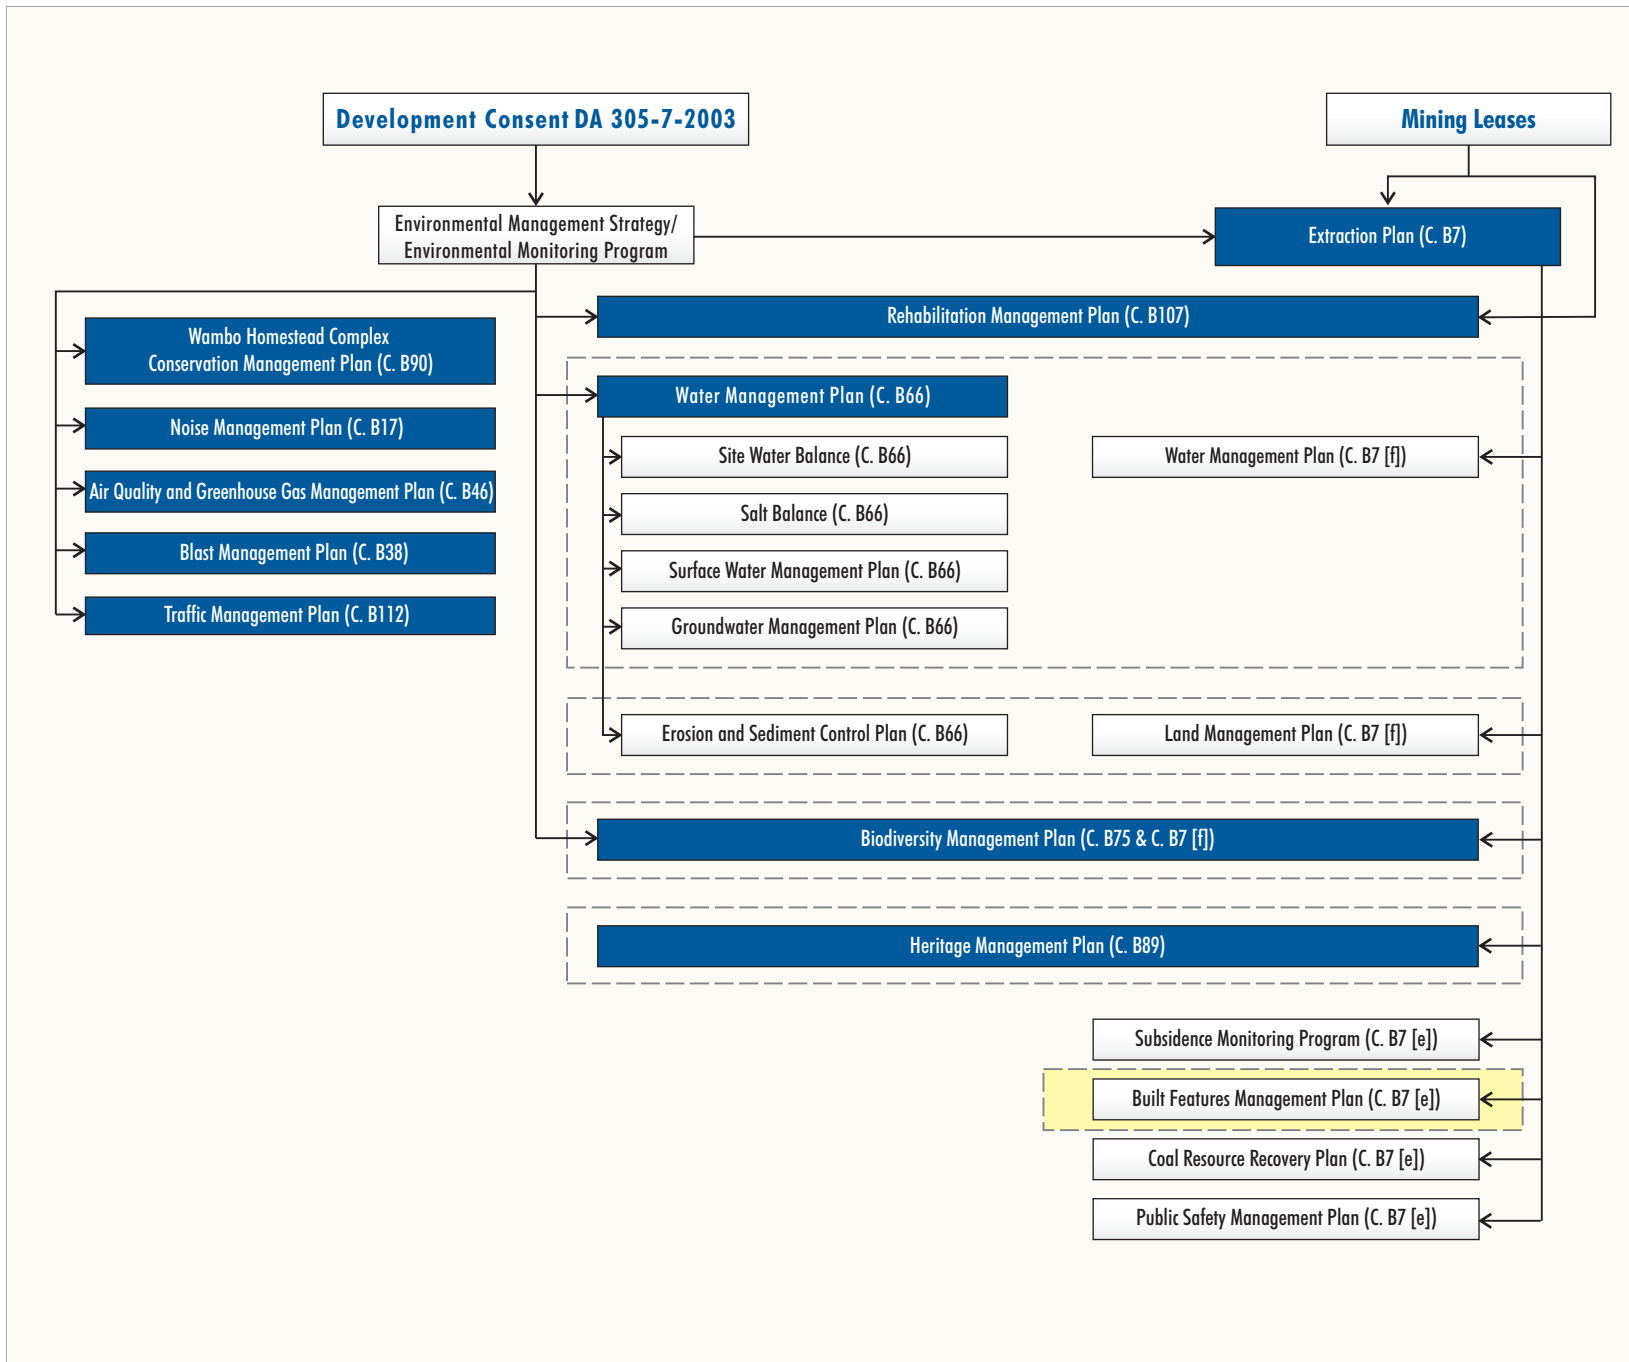 Development Consent DA 305-7-2003
Mining Leases
Environmental Management Strategy/
Environmental Monitoring Program
Extraction Plan (C. B7)
Rehabilitation Management Plan (C. B107)
Wambo Homestead Complex
Conservation Management Plan (C. B90)
Noise Management Plan (C. B17)
Air Quality and Greenhouse Gas Management Plan (C. B46)
Blast Management Plan (C. B38)
Traffic Management Plan (C. B112)
Water Management Plan (C. B66)
Site Water Balance (C. B66)
Water Management Plan (C. B7 [f])
Salt Balance (C. B66)
Surface Water Management Plan (C. B66)
Groundwater Management Plan (C. B66)
Erosion and Sediment Control Plan (C. B66)
Land Management Plan (C. B7 [f])
Biodiversity Management Plan (C. B75 & C. B7 [f])
Heritage Management Plan (C. B89)
Subsidence Monitoring Program (C. B7 [e])
Built Features Management Plan (C. B7 [e])
Coal Resource Recovery Plan (C. B7 [e])
Public Safety Management Plan (C. B7 [e])